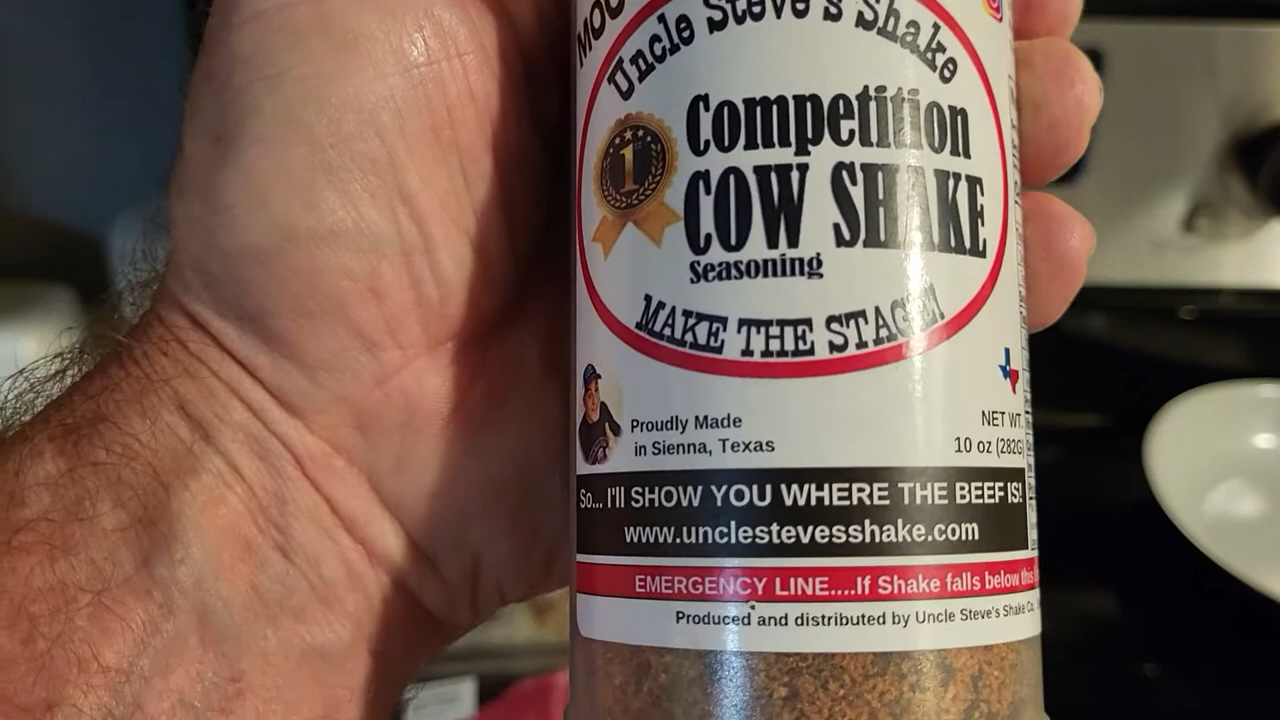 MOO
Uncle Steve's Shake
Competition
COW SHAKE
Seasoning
1
MAKE THE STAGE!
Proudly Made
in Sienna, Texas
NET WT.
10 oz (282G)
So... I'll SHOW YOU WHERE THE BEEF IS!
www.unclestevesshake.com
EMERGENCY LINE....If Shake falls below this
Produced and distributed by Uncle Steve's Shake Co.